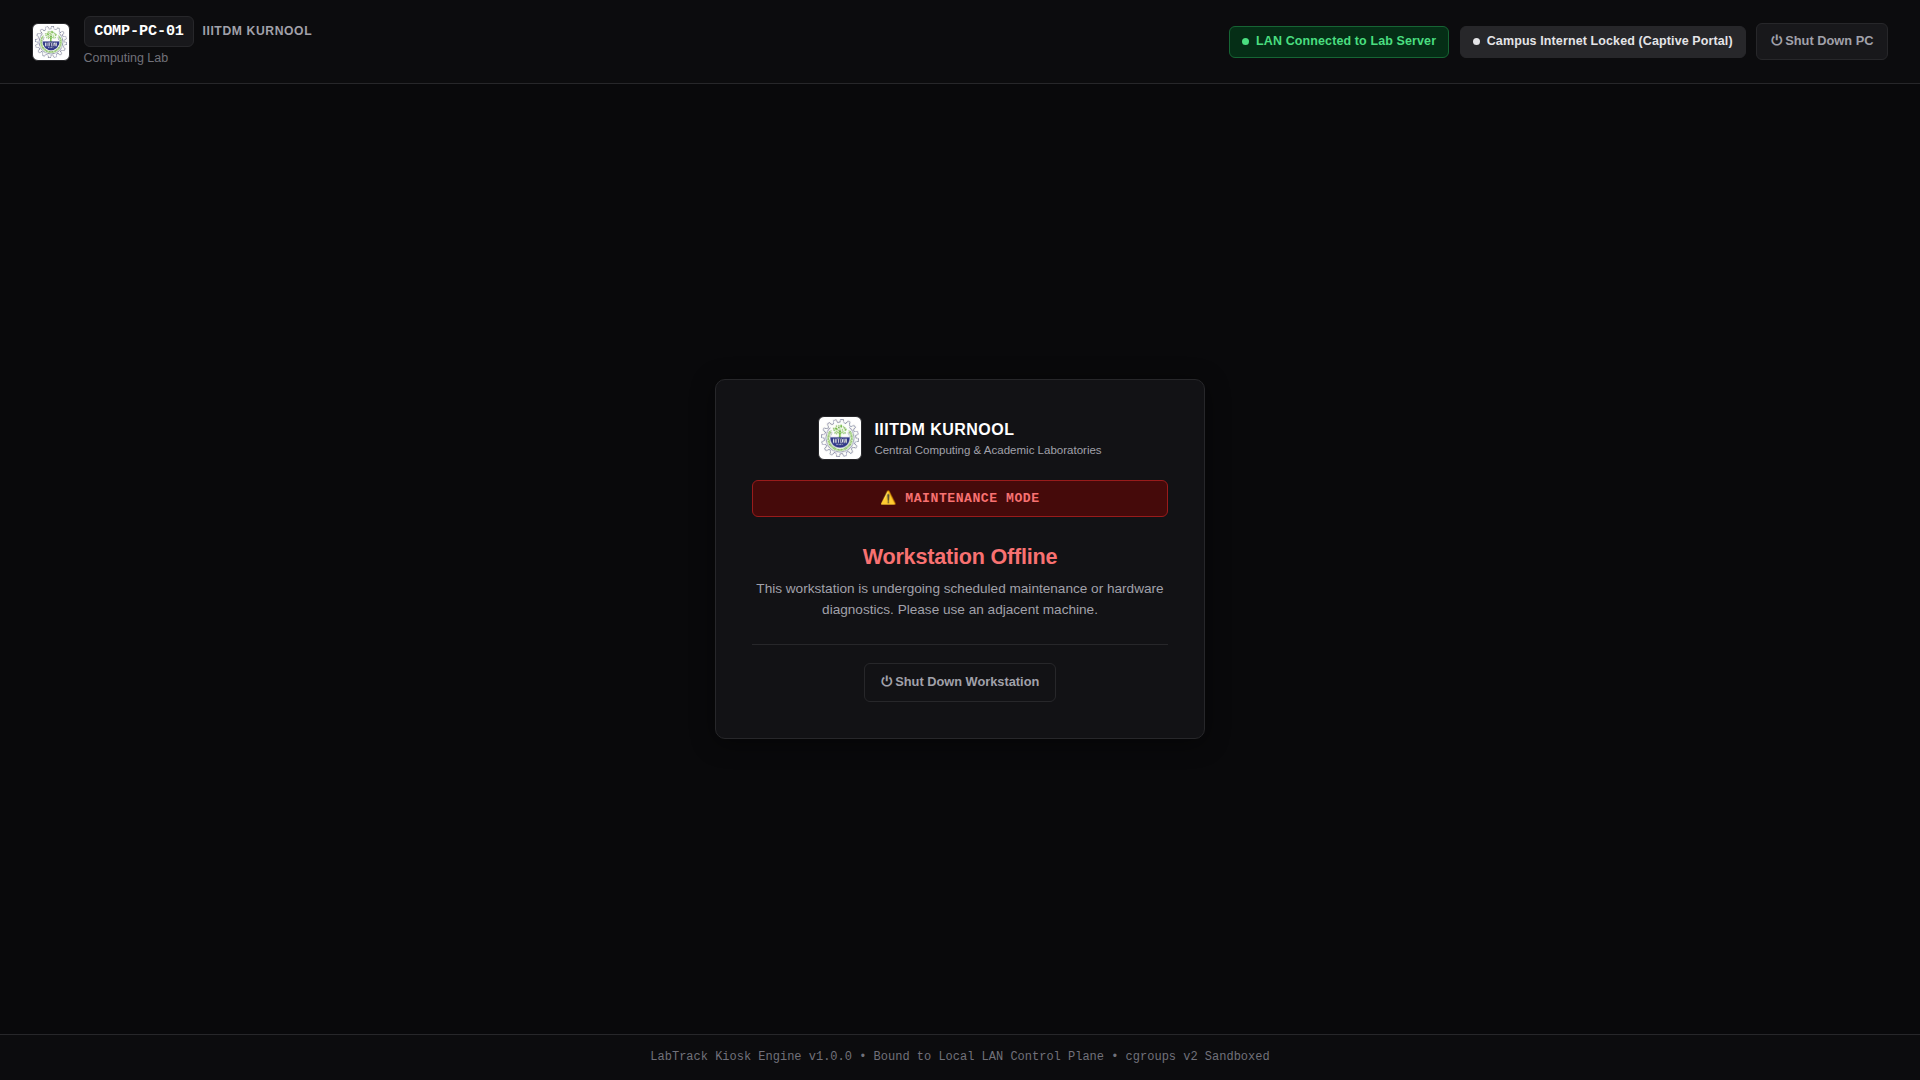 COMP-PC-01 IIITDM KURNOOL
Computing Lab
LAN Connected to Lab Server
Campus Internet Locked (Captive Portal)
Shut Down PC
IIITDM
IIITDM KURNOOL
Central Computing & Academic Laboratories
⚠️ MAINTENANCE MODE
Workstation Offline
This workstation is undergoing scheduled maintenance or hardware
diagnostics. Please use an adjacent machine.
Shut Down Workstation
LabTrack Kiosk Engine v1.0.0 • Bound to Local LAN Control Plane • cgroups v2 Sandboxed